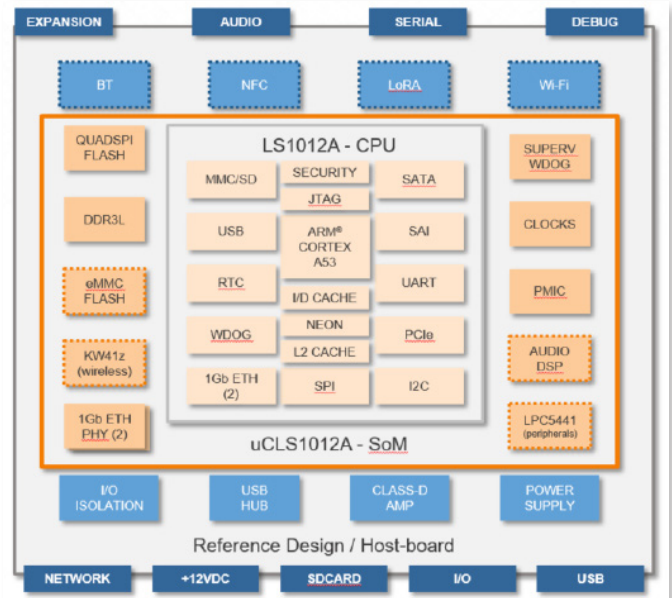 EXPANSION
AUDIO
SERIAL
DEBUG
BT
NFC
LoRA
Wi-Fi
QUADSPI
FLASH
DDR3L
eMMC
FLASH
KW41z
(wireless)
1Gb ETH
PHY (2)
LS1012A - CPU
MMC/SD
USB
RTC
WDOG
1Gb ETH
(2)
SECURITY
JTAG
ARM®
CORTEX
A53
I/D CACHE
NEON
L2 CACHE
SPI
SATA
SAI
UART
PCIe
I2C
SUPERV
WDOG
CLOCKS
PMIC
AUDIO
DSP
LPC5441
(peripherals)
uCLS1012A - SoM
I/O
ISOLATION
USB
HUB
CLASS-D
AMP
POWER
SUPPLY
Reference Design / Host-board
NETWORK
+12VDC
SDCARD
I/O
USB